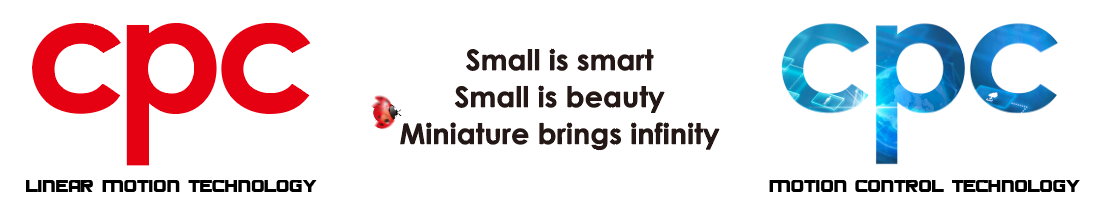 cpc
LINEAR MOTION TECHNOLOGY
Small is smart
Small is beauty
Miniature brings infinity
cpc
MOTION CONTROL TECHNOLOGY